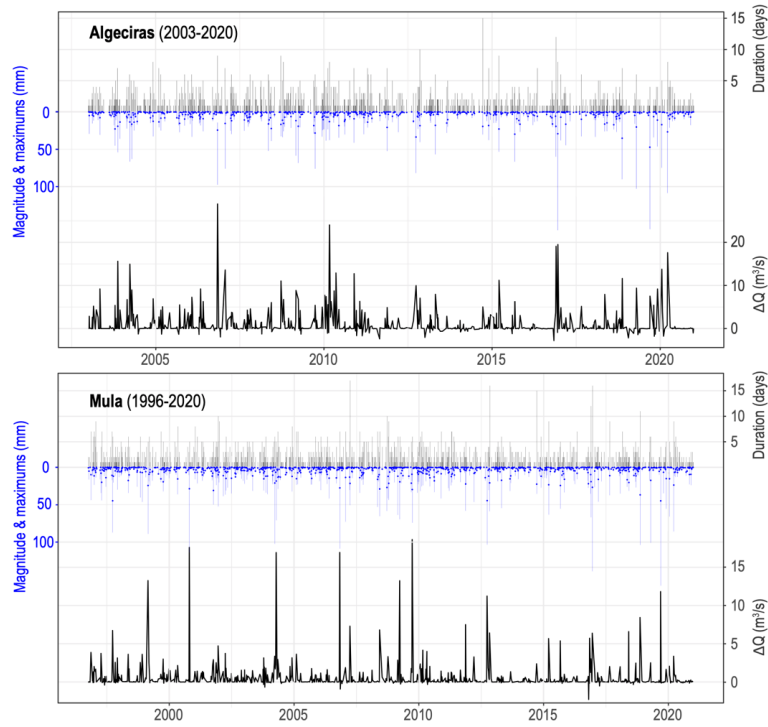 Algeciras (2003-2020)
Magnitude & maximums (mm)
0
50
100
15
10
5
Duration (days)
20
10
0
ΔQ (m³/s)
2005 2010 2015 2020
Mula (1996-2020)
Magnitude & maximums (mm)
0
50
100
15
10
5
Duration (days)
15
10
5
0
ΔQ (m³/s)
2000 2005 2010 2015 2020